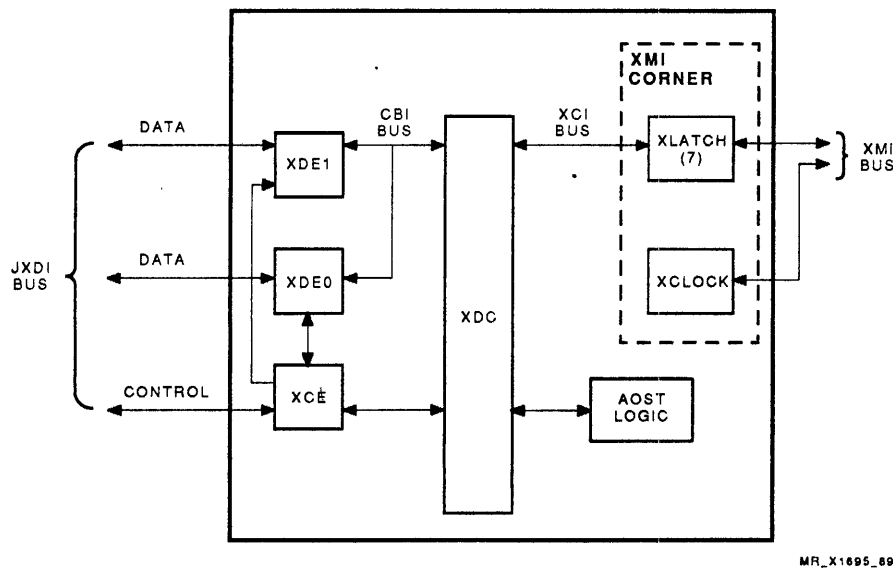 XMI
CORNER
DATA
CBI
BUS
XCI
BUS
XDE1
XLATCH
(7)
XMI
BUS
DATA
JXDI
BUS
XDE0
XDC
XCLOCK
CONTROL
XCE
AOST
LOGIC
MR_X1695_89